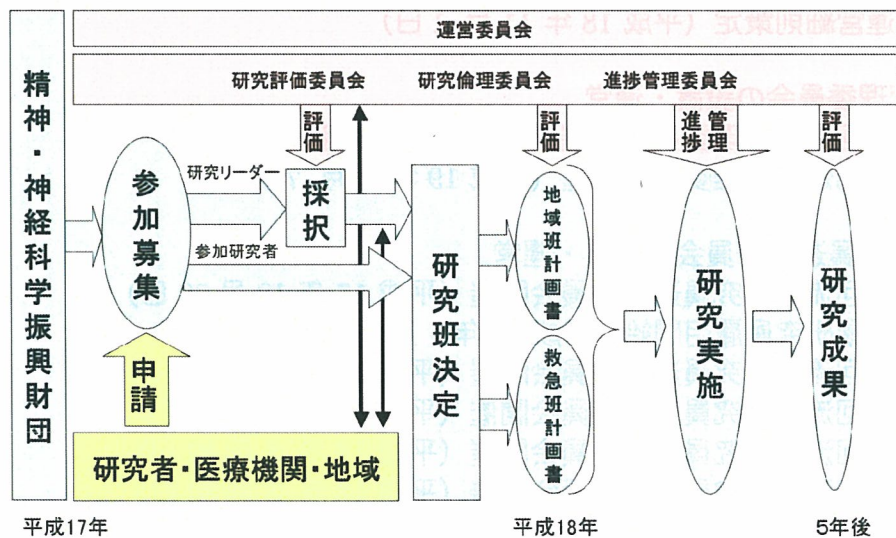 運営委員会
研究評価委員会 研究倫理委員会 進捗管理委員会
精神・神経科学振興財団
評価
評価
進捗管理
評価
参加募集
研究リーダー
採択
参加研究者
研究班決定
地域班計画書
救急班計画書
研究実施
研究成果
申請
研究者・医療機関・地域
平成17年
平成18年
5年後